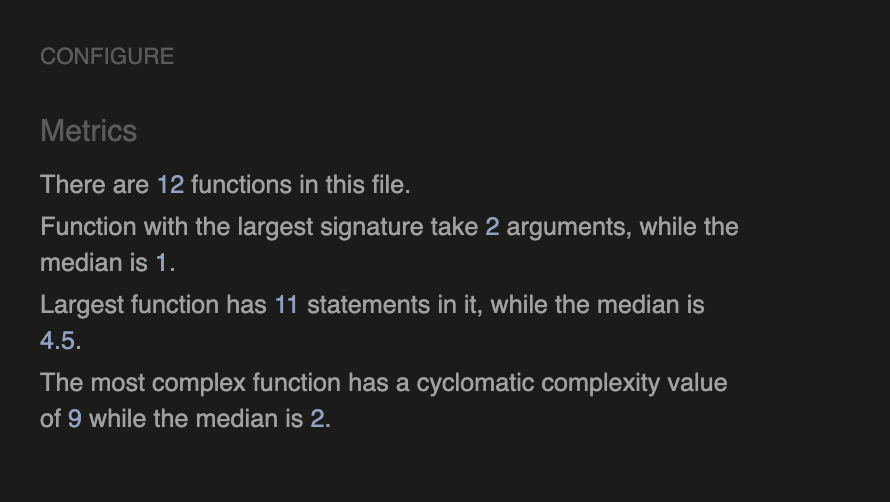 CONFIGURE
Metrics
There are 12 functions in this file.
Function with the largest signature take 2 arguments, while the
median is 1.
Largest function has 11 statements in it, while the median is
4.5.
The most complex function has a cyclomatic complexity value
of 9 while the median is 2.